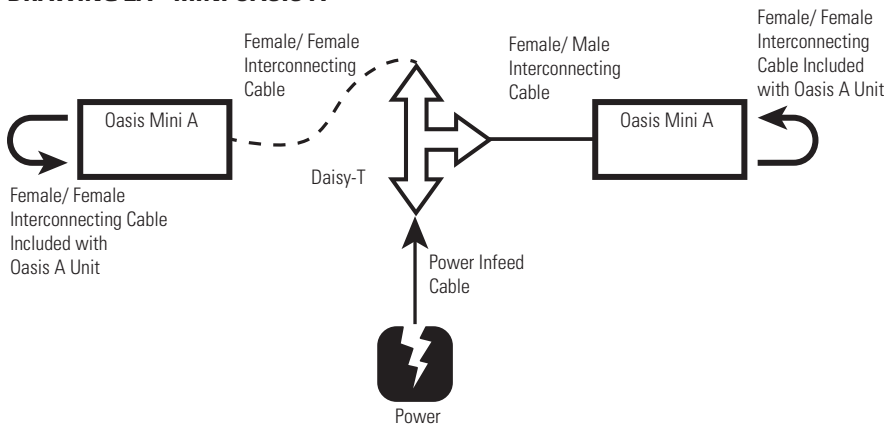 Female/ Female
Interconnecting
Cable Included
with Oasis A Unit
Female/ Female
Interconnecting
Cable
Female/ Male
Interconnecting
Cable
Oasis Mini A
Oasis Mini A
Daisy-T
Female/ Female
Interconnecting Cable
Included with
Oasis A Unit
Power Infeed
Cable
Power